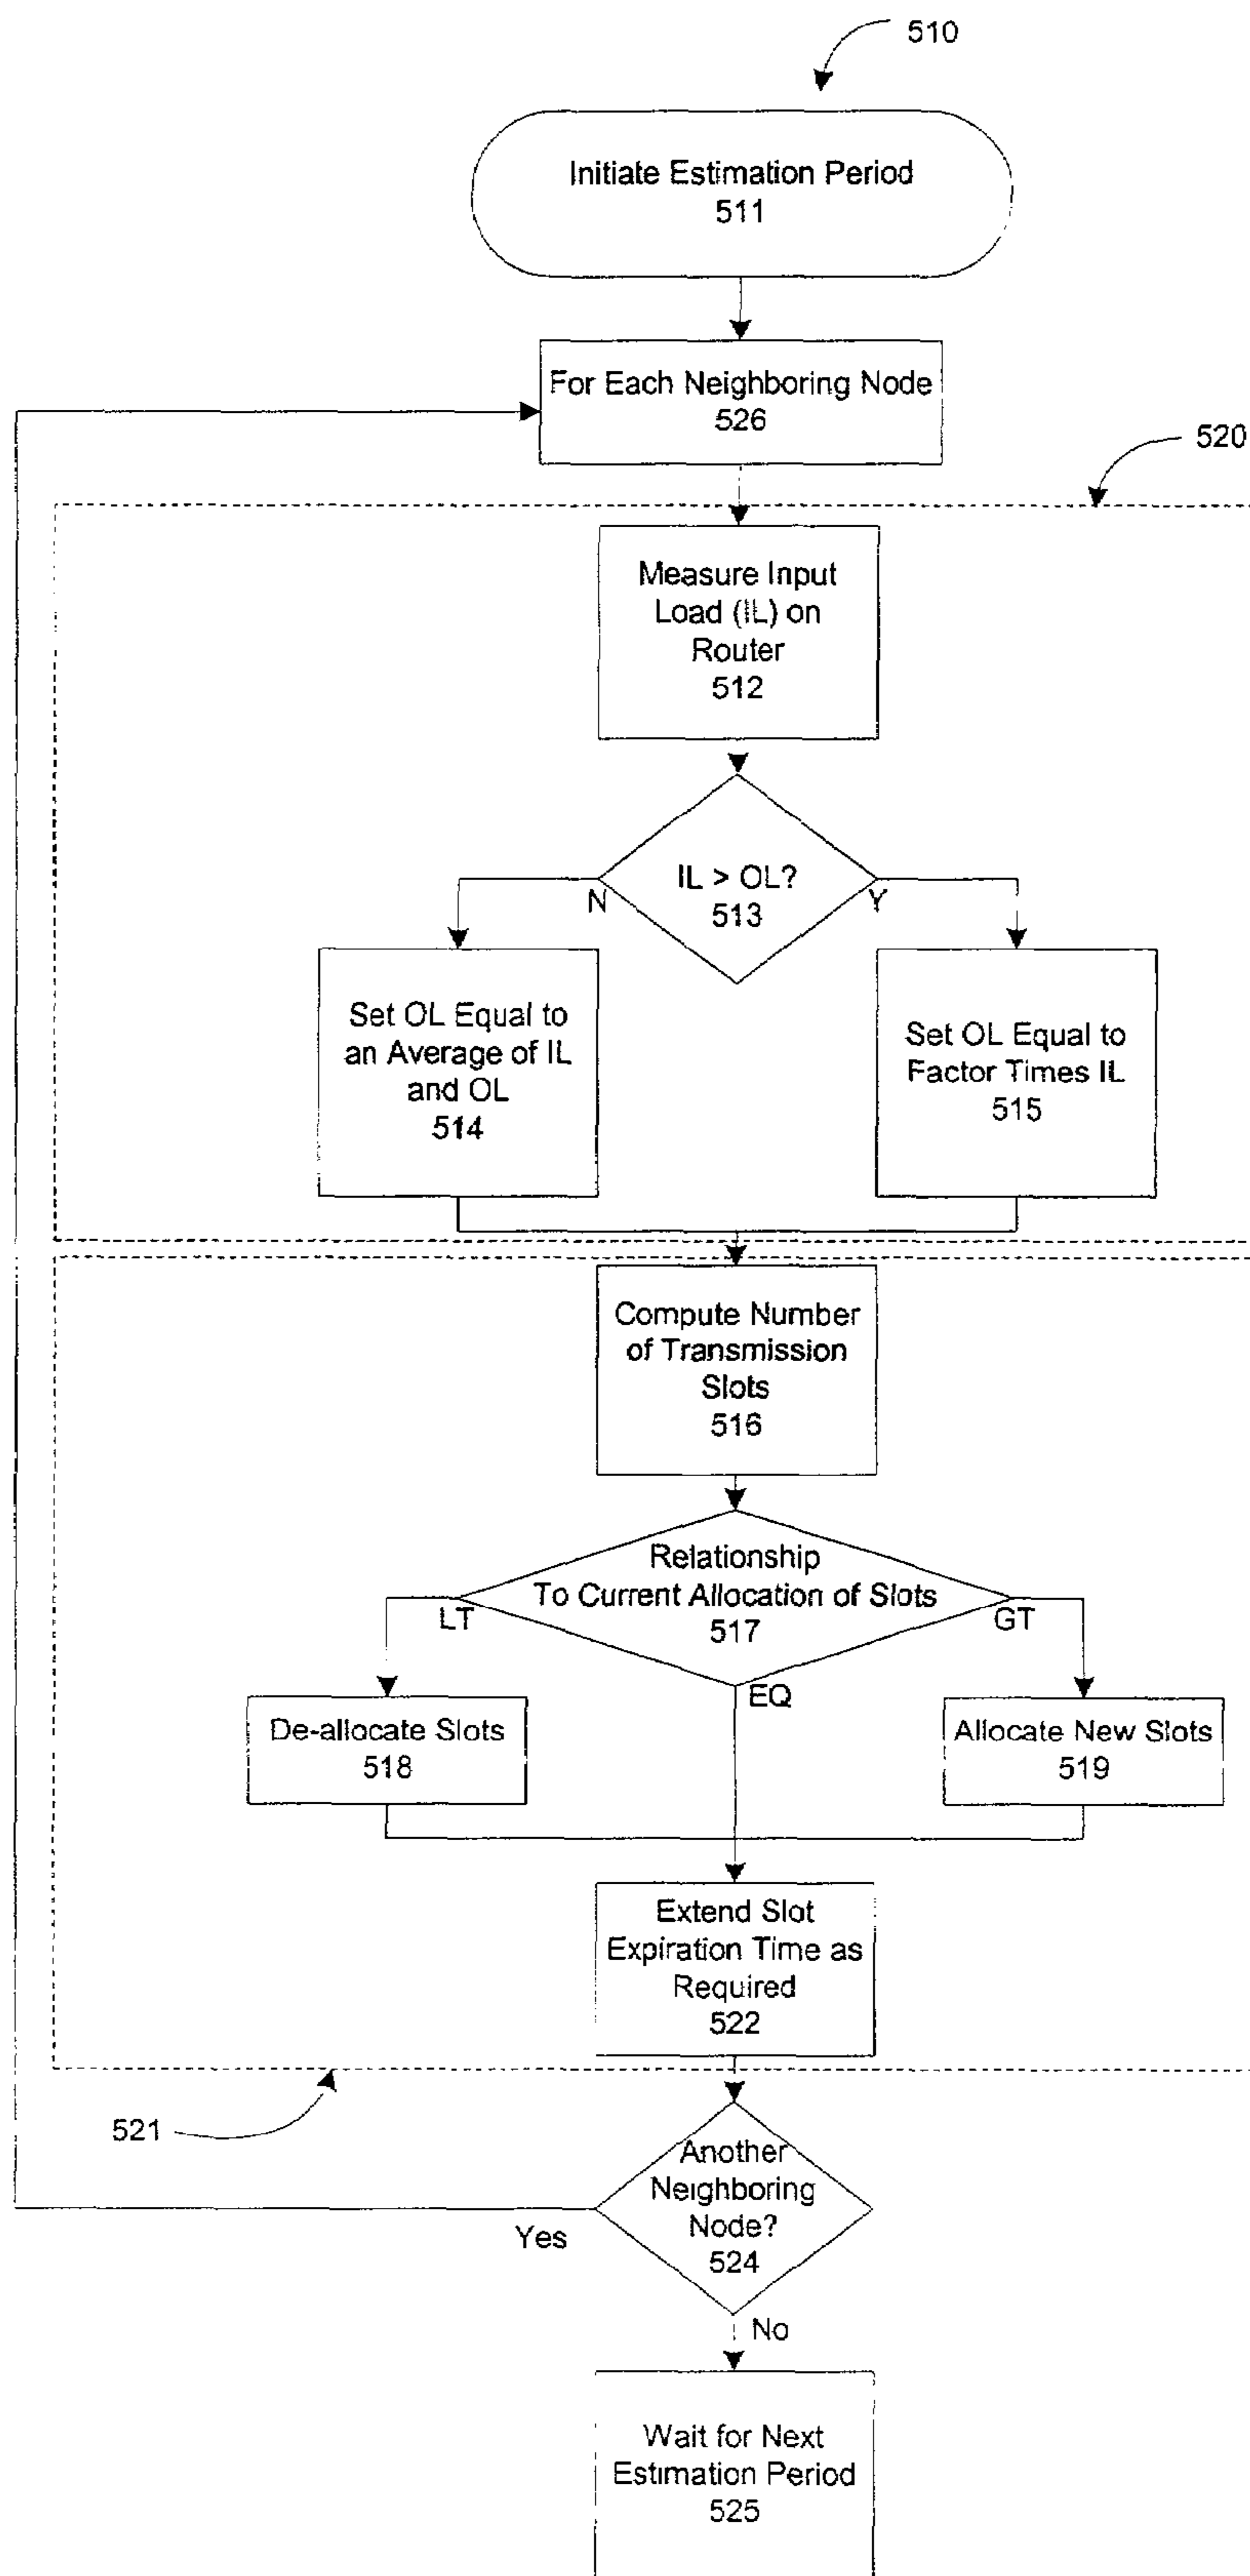 510
Initiate Estimation Period
511
For Each Neighboring Node
526
520
Measure Input
Load (IL) on
Router
512
IL > OL?
513
N
Y
Set OL Equal to
an Average of IL
and OL
514
Set OL Equal to
Factor Times IL
515
Compute Number
of Transmission
Slots
516
Relationship
To Current Allocation of Slots
517
LT
GT
EQ
De-allocate Slots
518
Allocate New Slots
519
Extend Slot
Expiration Time as
Required
522
521
Another
Neighboring
Node?
524
Yes
No
Wait for Next
Estimation Period
525